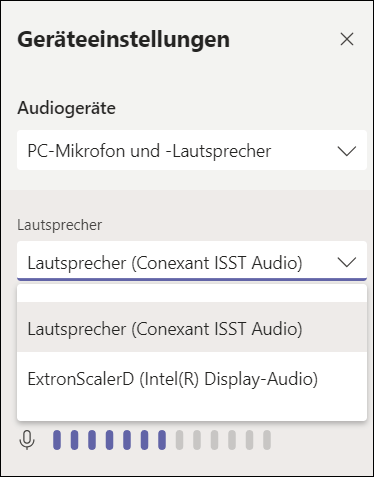 Geräteeinstellungen
Audiogeräte
PC-Mikrofon und -Lautsprecher
Lautsprecher
Lautsprecher (Conexant ISST Audio)
Lautsprecher (Conexant ISST Audio)
ExtronScalerD (Intel(R) Display-Audio)